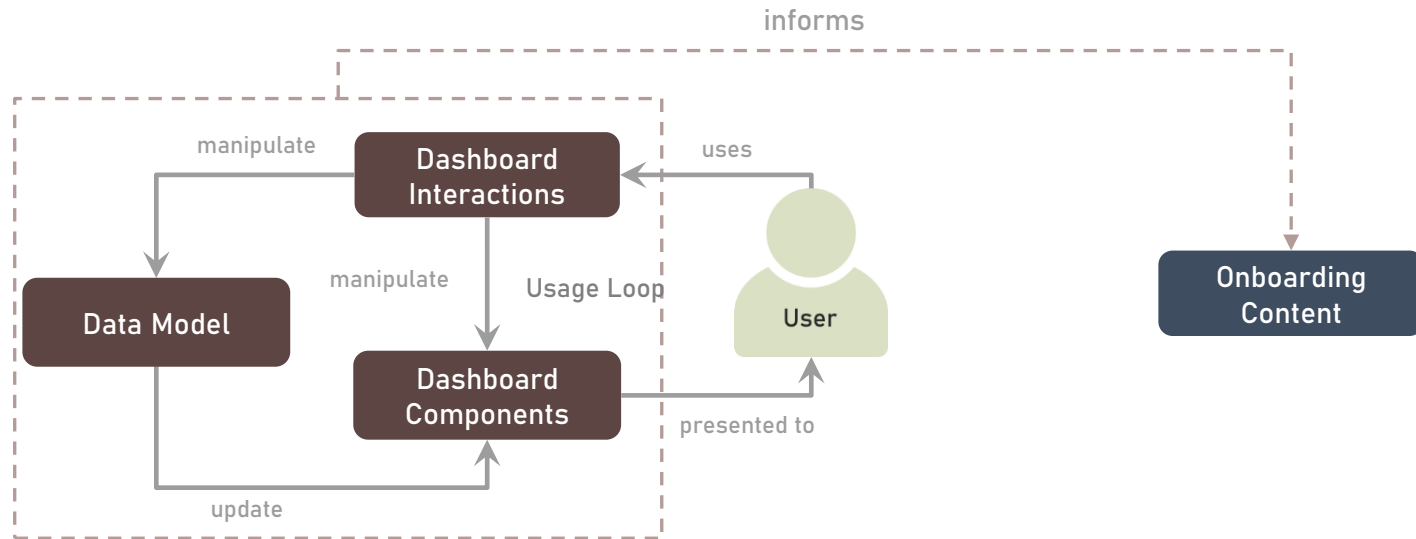 informs
manipulate
Dashboard
Interactions
uses
manipulate
Usage Loop
Data Model
User
Onboarding
Content
Dashboard
Components
presented to
update